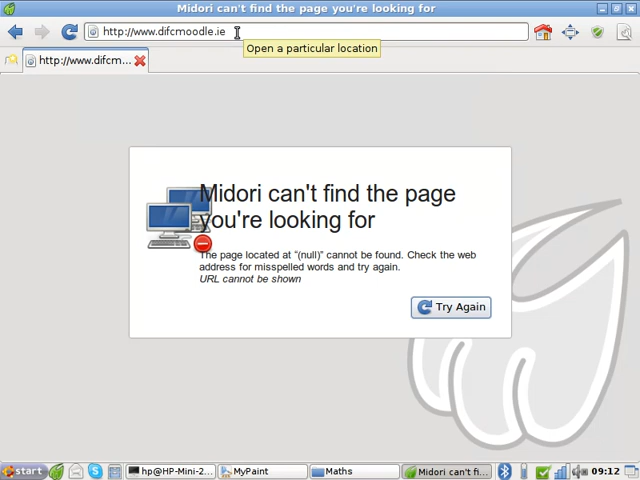 Midori can't find the page you're looking for
http://www.difcmoodle.ie
Open a particular location
http://www.difcm...
Midori can't find the page
you're looking for
The page located at "(null)" cannot be found. Check the web
address for misspelled words and try again.
URL cannot be shown
Try Again
start
hp@HP-Mini-2...
MyPaint
Maths
Midori can't fi...
09:12